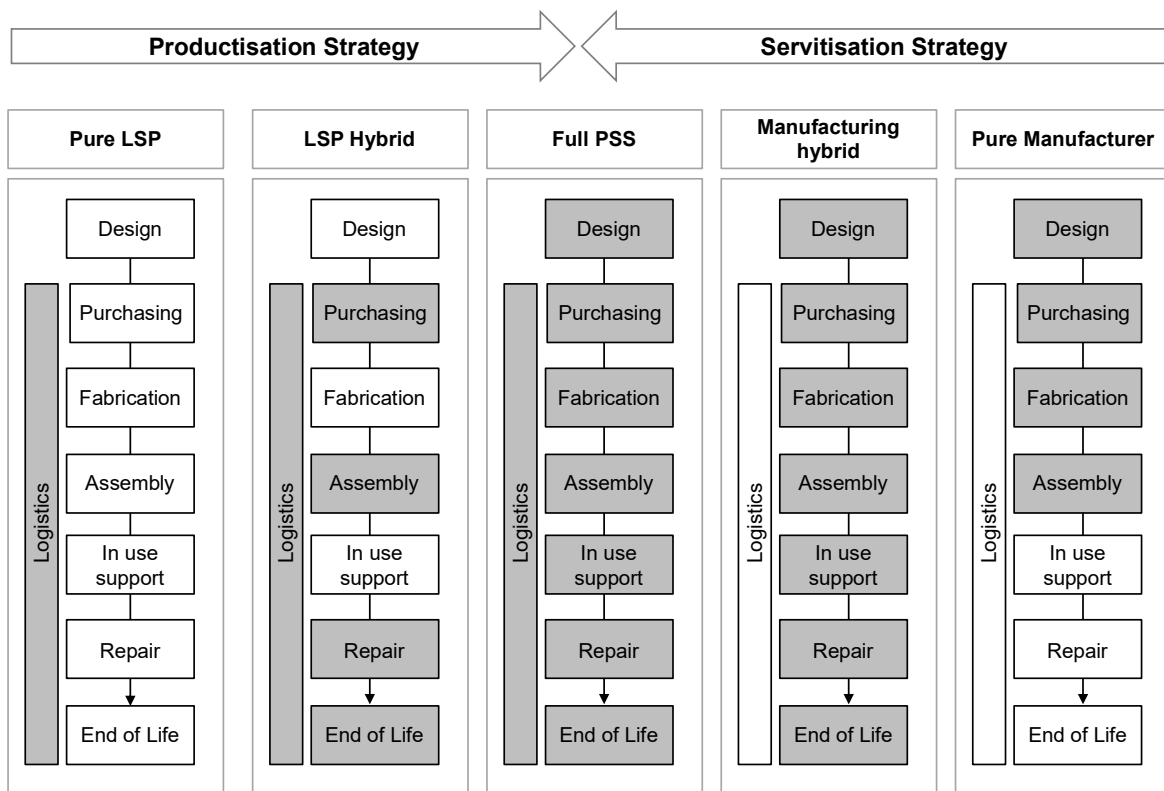 Productisation Strategy
Servitisation Strategy
Pure LSP
LSP Hybrid
Full PSS
Manufacturing
hybrid
Pure Manufacturer
Design
Purchasing
Fabrication
Assembly
In use
support
Repair
End of Life
Logistics
Design
Purchasing
Fabrication
Assembly
In use
support
Repair
End of Life
Logistics
Design
Purchasing
Fabrication
Assembly
In use
support
Repair
End of Life
Logistics
Design
Purchasing
Fabrication
Assembly
In use
support
Repair
End of Life
Logistics
Design
Purchasing
Fabrication
Assembly
In use
support
Repair
End of Life
Logistics